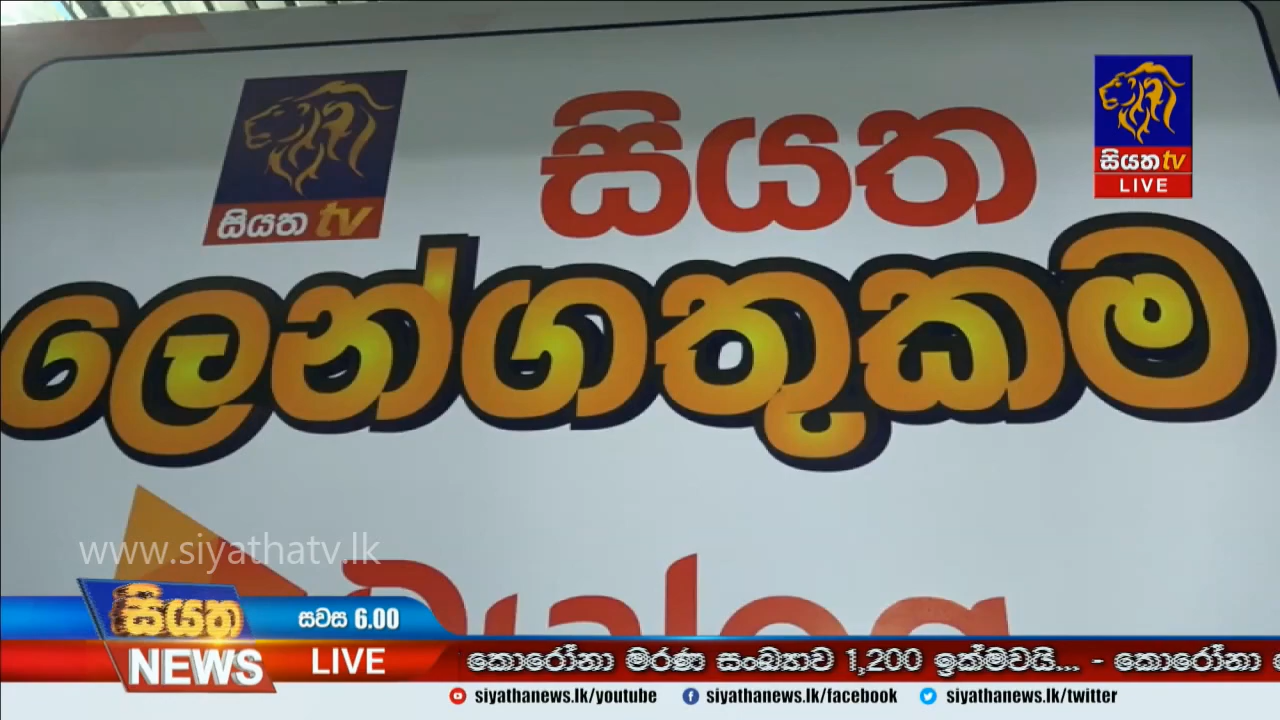 සියත tv
සියත
සියත tv
LIVE
ලෙන්ගතුකම
www.siyathatv.lk
Dialog
සියත
NEWS
සවස 6.00
LIVE
කොරෝනා මරණ සංඛ්‍යාව 1,200 ඉක්මවයි... - කොරෝනා
siyathanews.lk/youtube
siyathanews.lk/facebook
siyathanews.lk/twitter